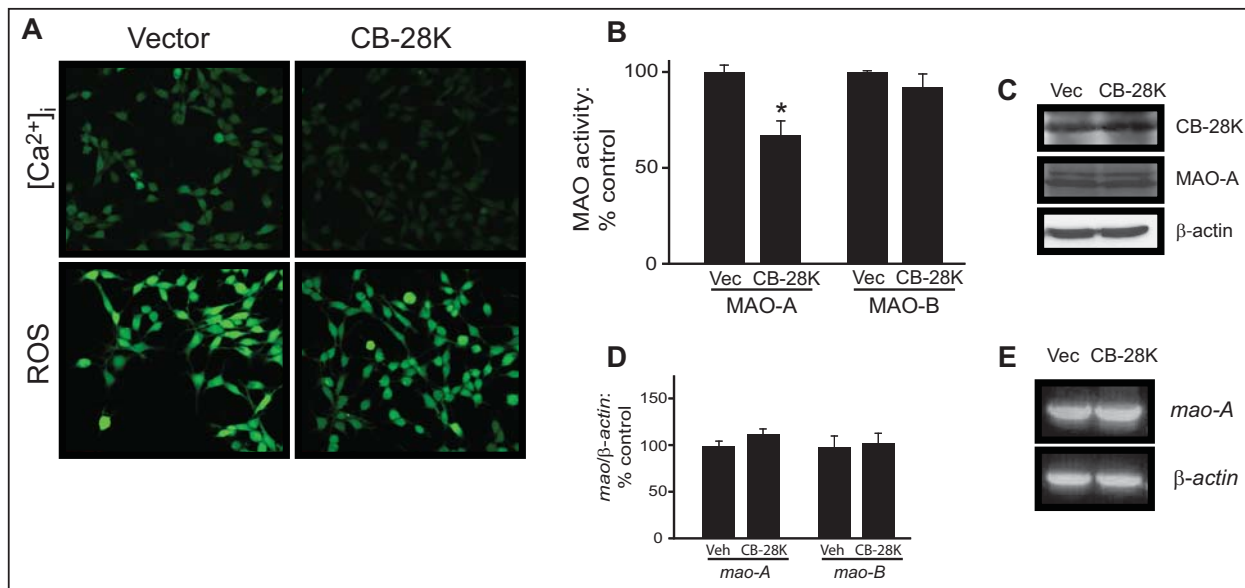 A
Vector
CB-28K
[Ca²⁺]ᵢ
ROS
B
MAO activity:
% control
100
50
0
*
Vec CB-28K
MAO-A
Vec CB-28K
MAO-B
C
Vec CB-28K
CB-28K
MAO-A
β-actin
D
mao/β-actin:
% control
150
100
50
0
Veh CB-28K
mao-A
Veh CB-28K
mao-B
E
Vec CB-28K
mao-A
β-actin